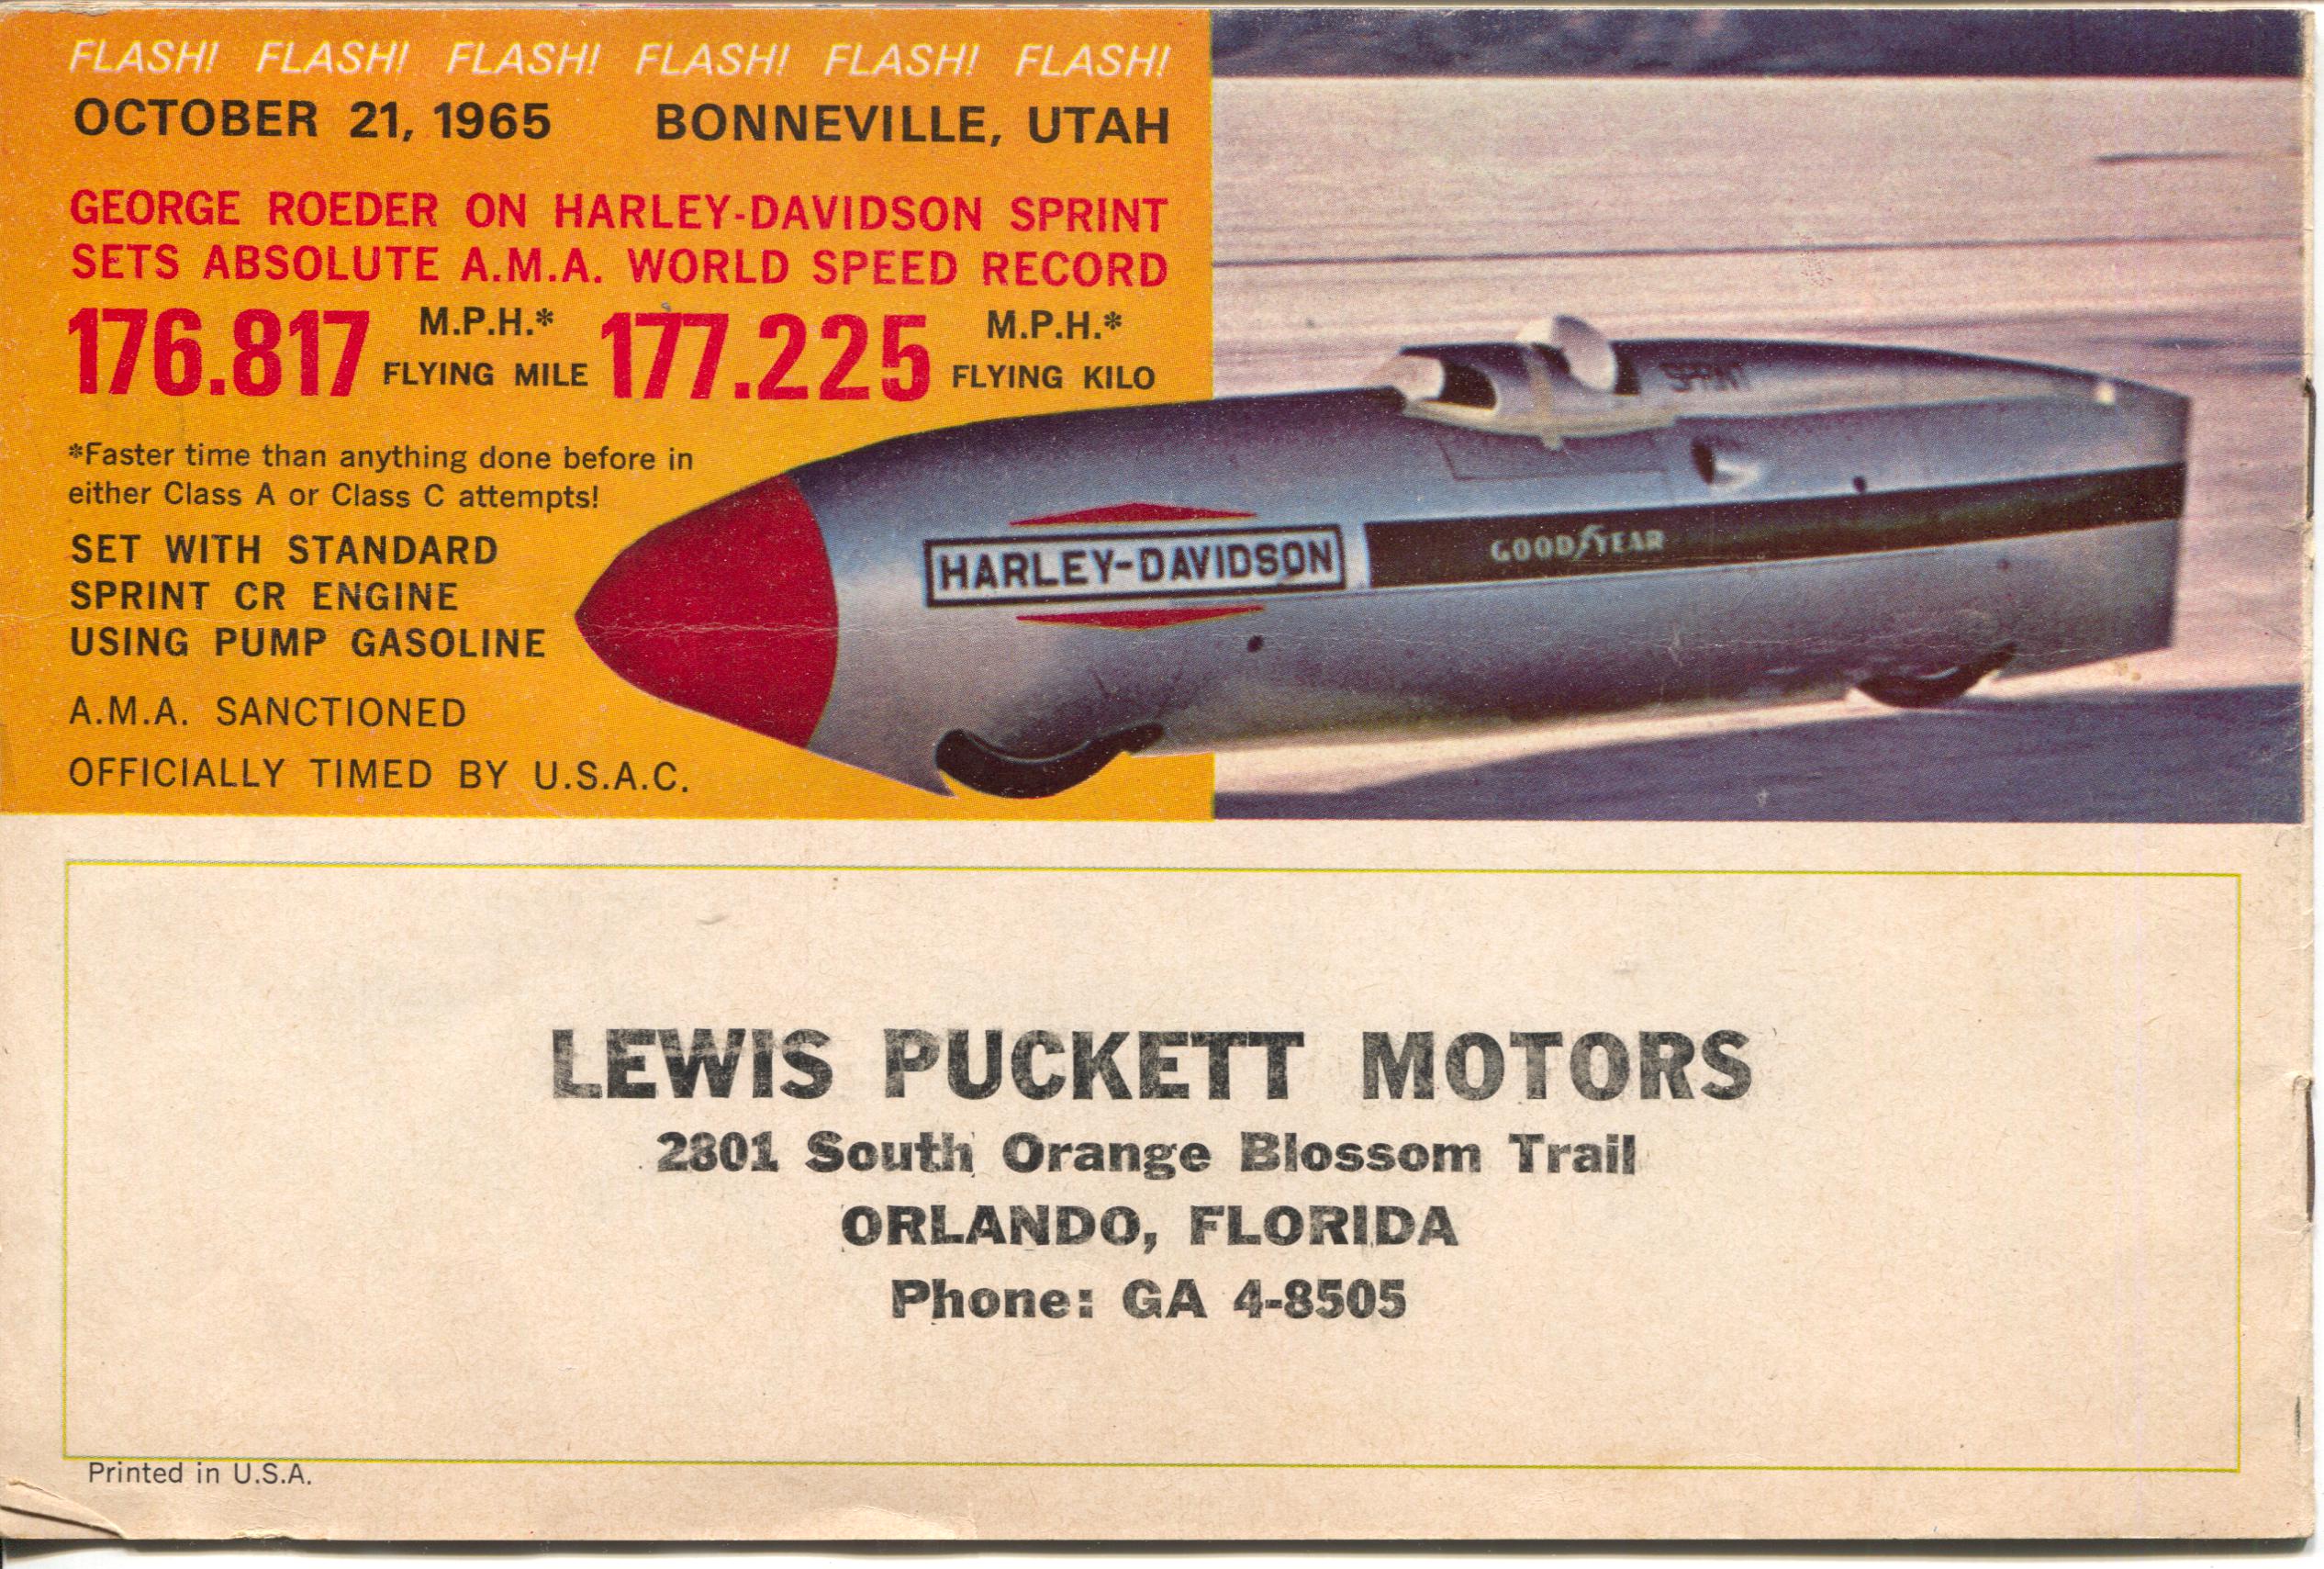 FLASH! FLASH! FLASH! FLASH! FLASH! FLASH!
OCTOBER 21, 1965 BONNEVILLE, UTAH
GEORGE ROEDER ON HARLEY-DAVIDSON SPRINT
SETS ABSOLUTE A.M.A. WORLD SPEED RECORD
176.817 M.P.H.* FLYING MILE 177.225 M.P.H.* FLYING KILO
*Faster time than anything done before in
either Class A or Class C attempts!
SET WITH STANDARD
SPRINT CR ENGINE
USING PUMP GASOLINE
A.M.A. SANCTIONED
OFFICIALLY TIMED BY U.S.A.C.
SPRINT
HARLEY-DAVIDSON
GOODYEAR
LEWIS PUCKETT MOTORS
2801 South Orange Blossom Trail
ORLANDO, FLORIDA
Phone: GA 4-8505
Printed in U.S.A.